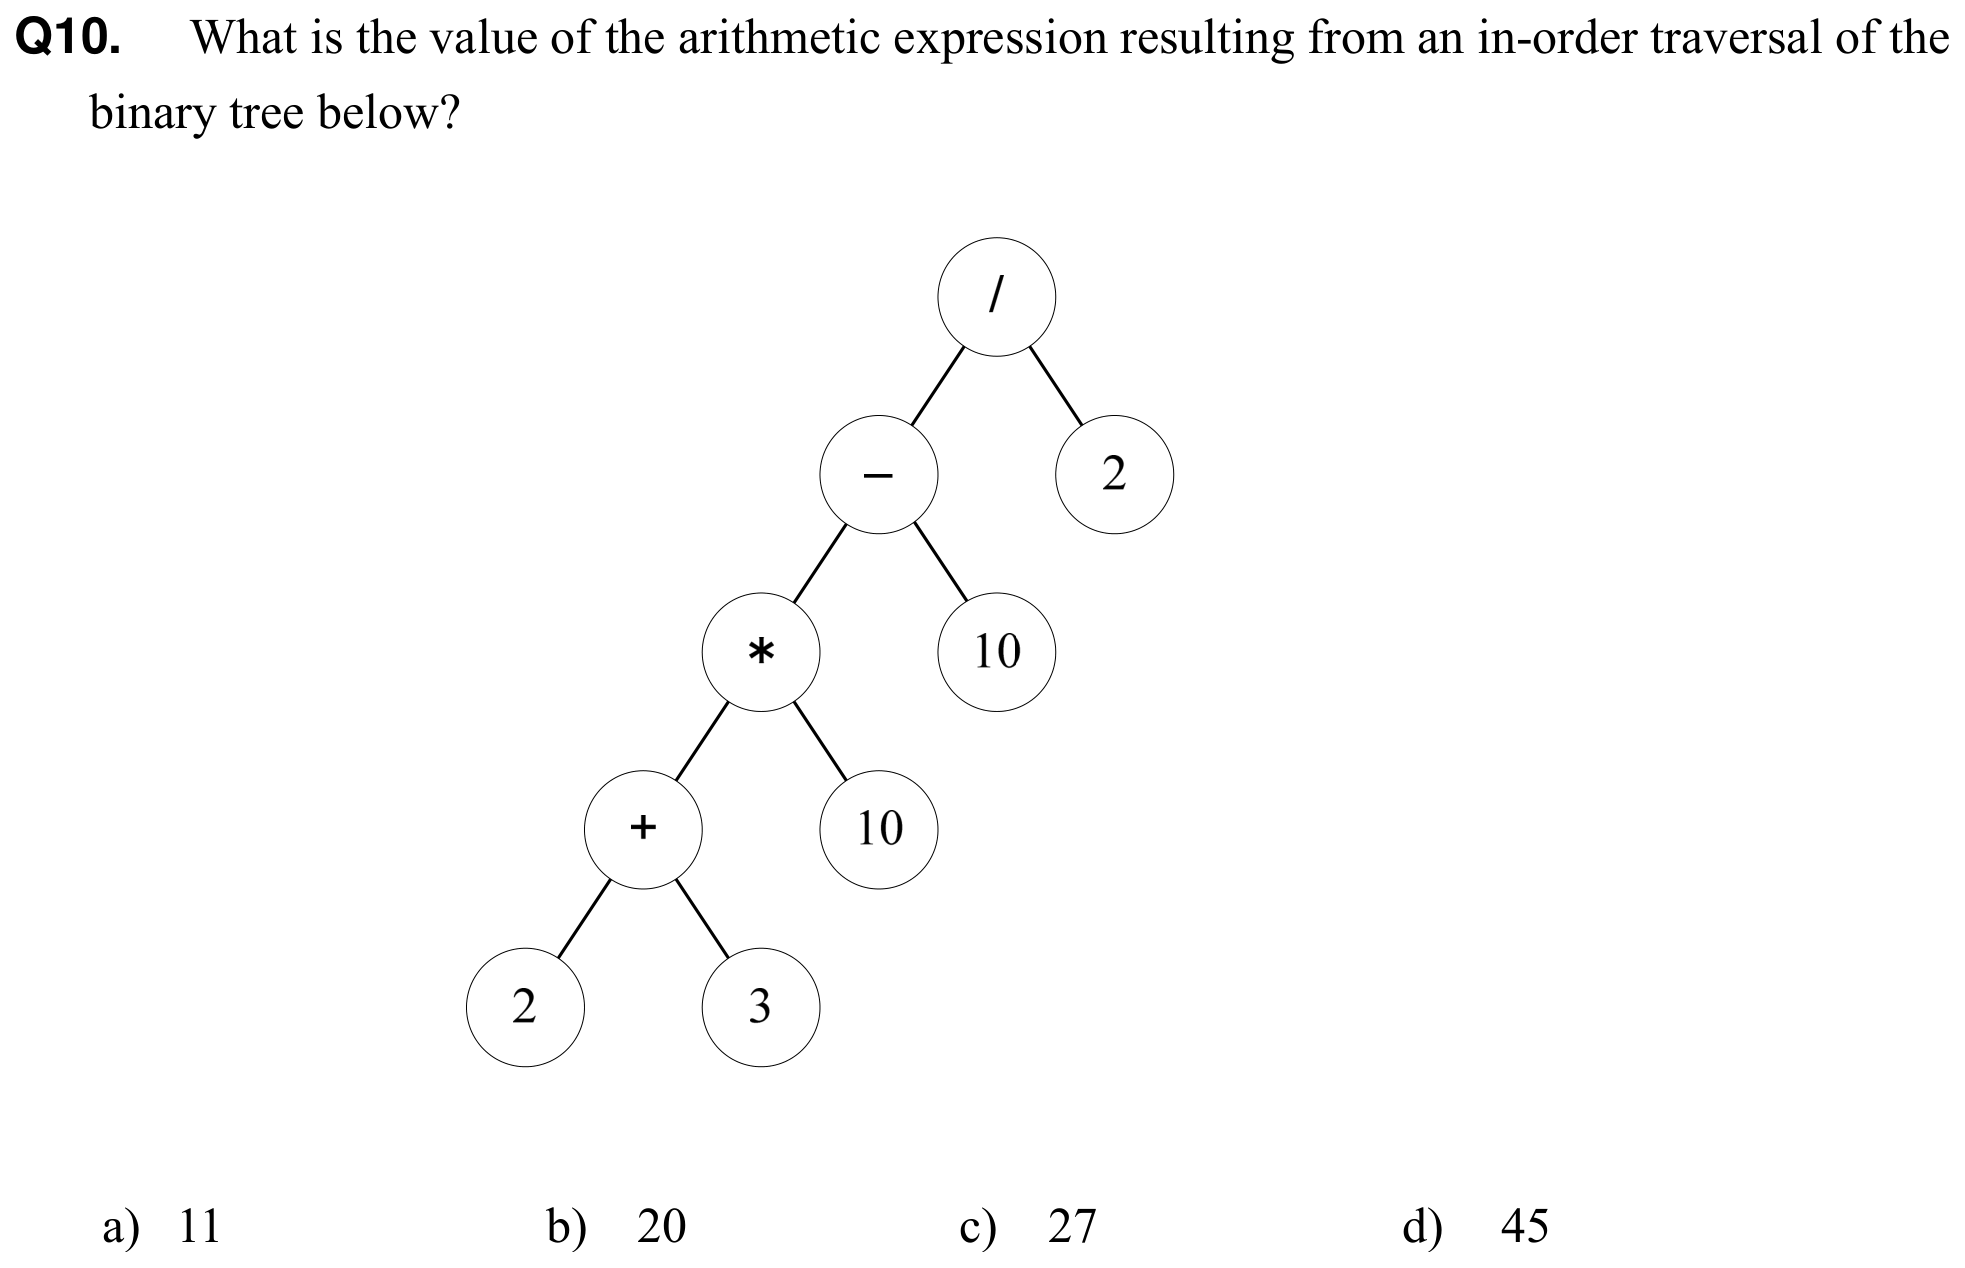 Q10. What is the value of the arithmetic expression resulting from an in-order traversal of the
binary tree below?
/
− 2
* 10
+ 10
2 3
a) 11 b) 20 c) 27 d) 45